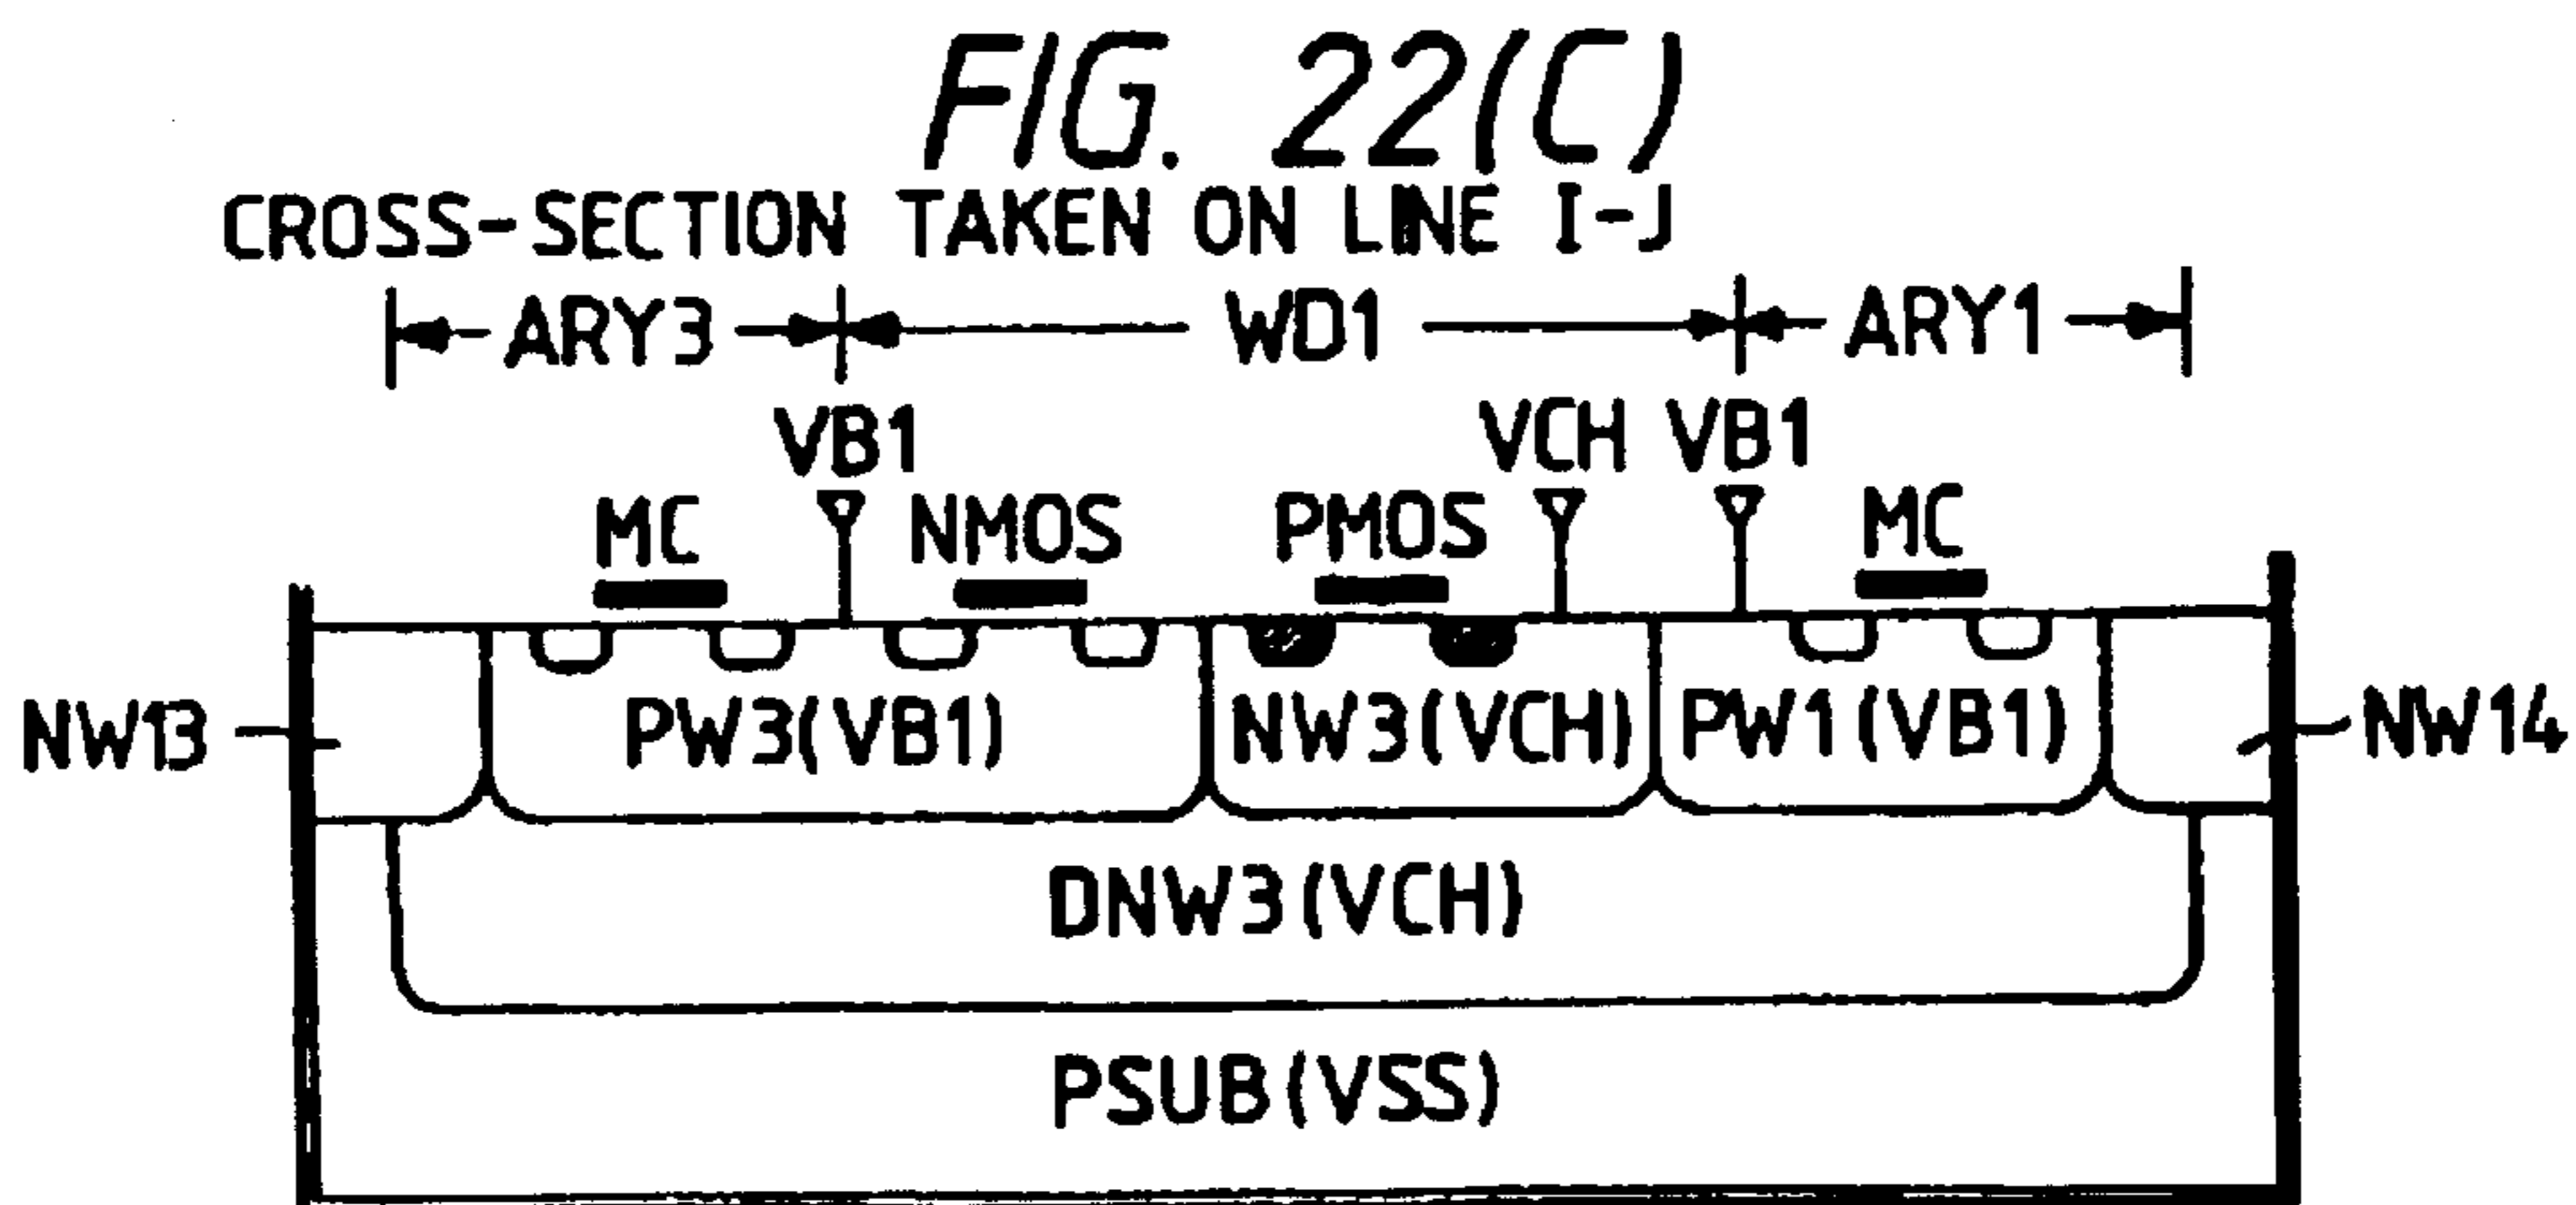 FIG. 22(C)
CROSS-SECTION TAKEN ON LINE I-J
ARY3 WD1 ARY1
VB1 VCH VB1
MC NMOS PMOS MC
NW13 PW3(VB1) NW3(VCH) PW1(VB1) NW14
DNW3(VCH)
PSUB(VSS)